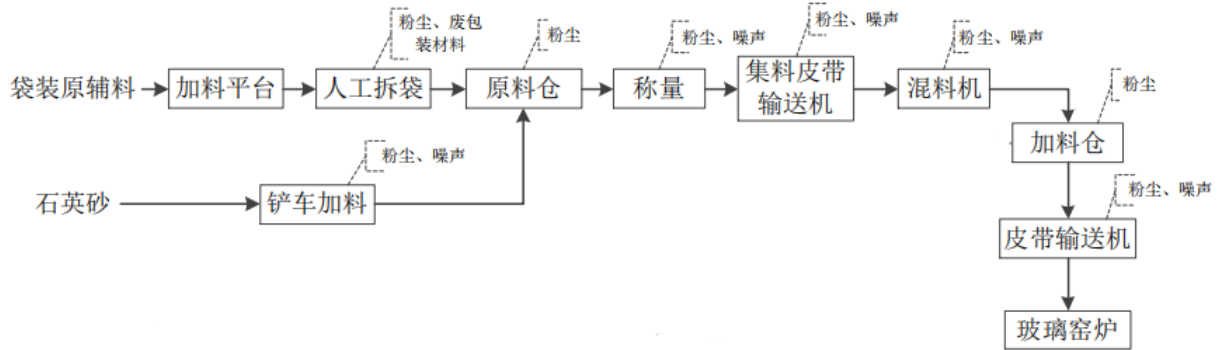 粉尘、废包
装材料
粉尘
粉尘、噪声
粉尘、噪声
粉尘、噪声
袋装原辅料
加料平台
人工拆袋
原料仓
称量
集料皮带
输送机
混料机
粉尘
加料仓
粉尘、噪声
石英砂
铲车加料
粉尘、噪声
皮带输送机
玻璃窑炉